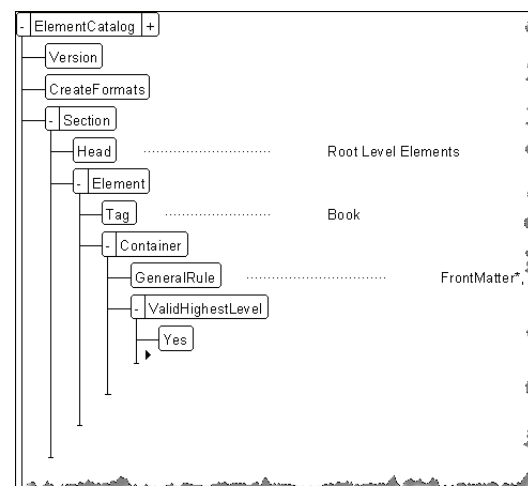 - ElementCatalog +
Version
CreateFormats
- Section
Head Root Level Elements
- Element
Tag Book
- Container
GeneralRule FrontMatter*,
- ValidHighestLevel
Yes